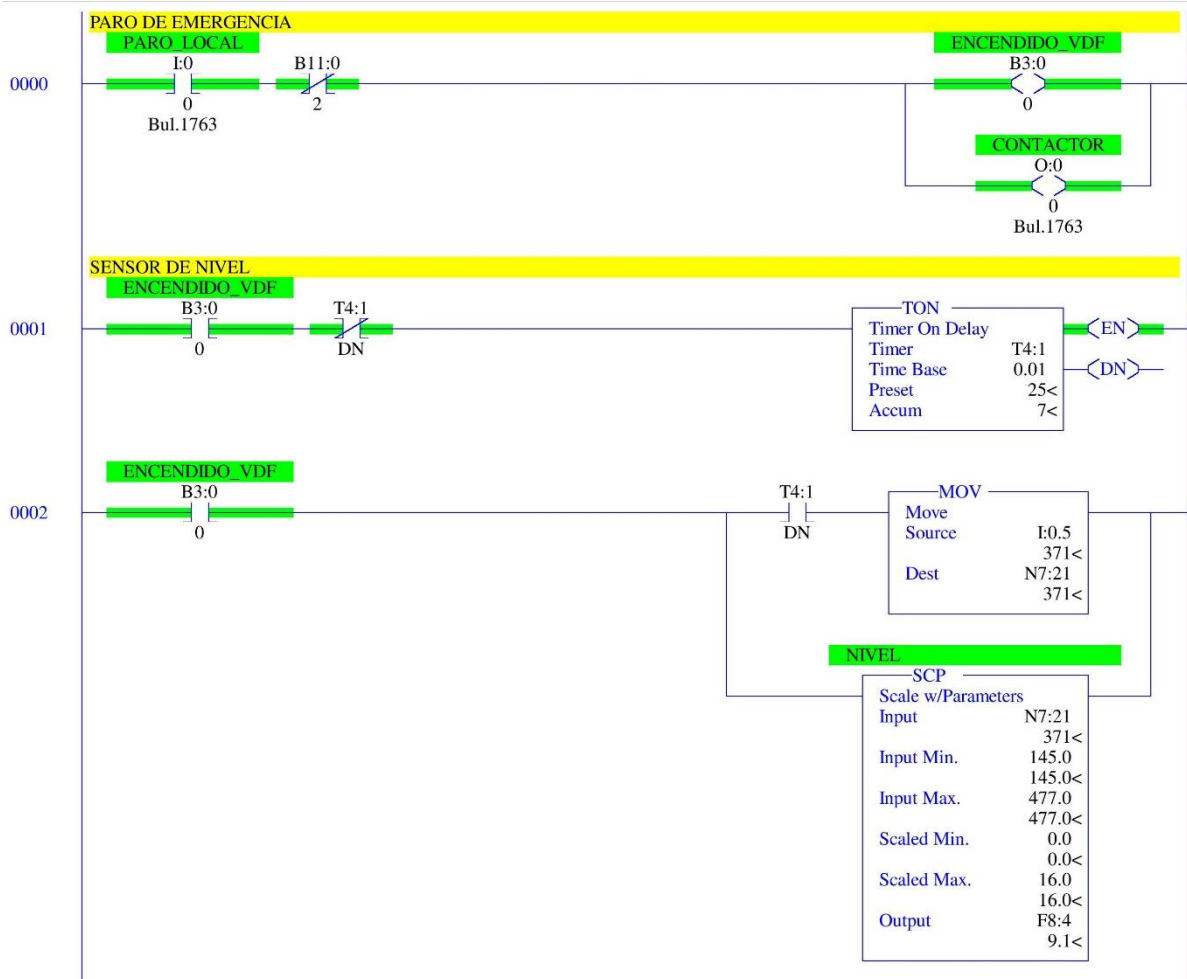 PARO DE EMERGENCIA
PARO_LOCAL
ENCENDIDO_VDF
I:0
B11:0
B3:0
0000
0
2
0
Bul.1763
CONTACTOR
O:0
0
Bul.1763
SENSOR DE NIVEL
ENCENDIDO_VDF
B3:0
T4:1
TON
0001
0
DN
Timer On Delay
EN
Timer T4:1
Time Base 0.01
DN
Preset 25<
Accum 7<
ENCENDIDO_VDF
B3:0
T4:1
MOV
0002
0
DN
Move
Source I:0.5
371<
Dest N7:21
371<
NIVEL
SCP
Scale w/Parameters
Input N7:21
371<
Input Min. 145.0
145.0<
Input Max. 477.0
477.0<
Scaled Min. 0.0
0.0<
Scaled Max. 16.0
16.0<
Output F8:4
9.1<